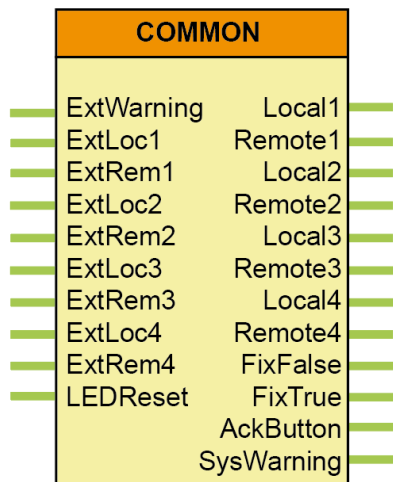 COMMON
ExtWarning Local1
ExtLoc1 Remote1
ExtRem1 Local2
ExtLoc2 Remote2
ExtRem2 Local3
ExtLoc3 Remote3
ExtRem3 Local4
ExtLoc4 Remote4
ExtRem4 FixFalse
LEDReset FixTrue
AckButton
SysWarning